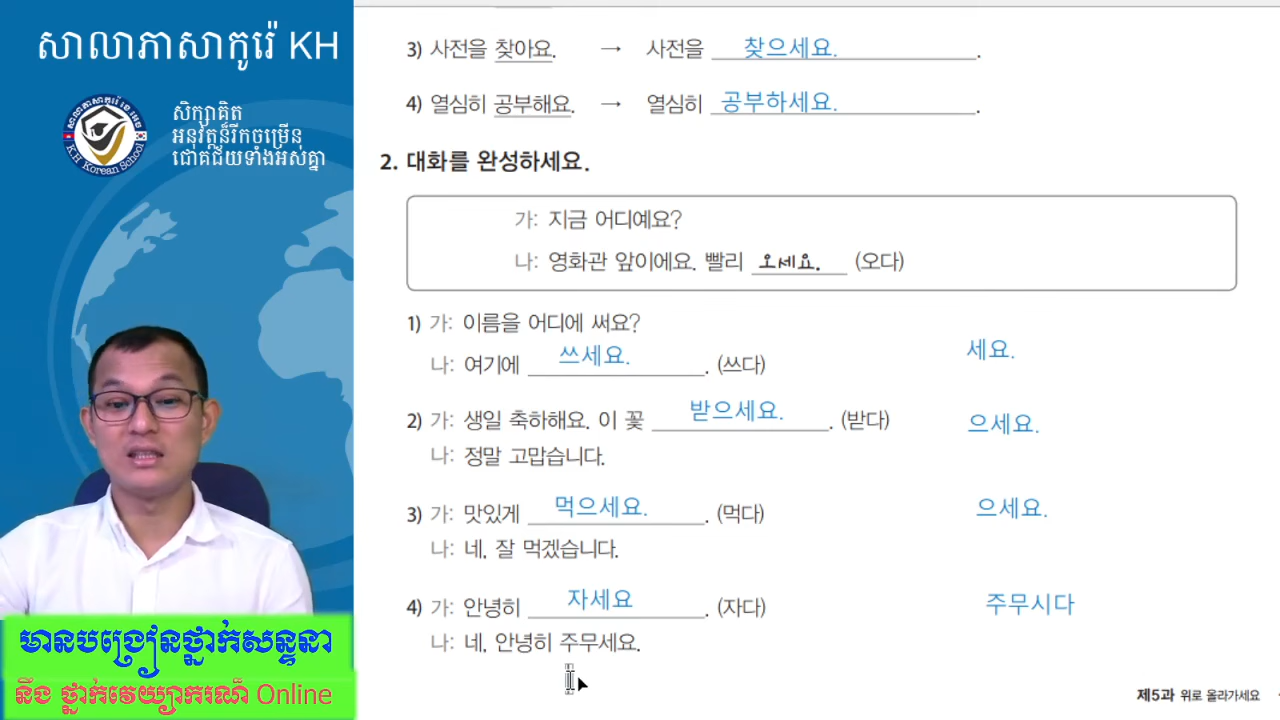 សាលាភាសាកូរ៉េ KH
សាលាភាសាកូរ៉េ ខេ អេច
K.H Korean School
សិក្សាគិត
អនុវត្តន៏រីកចម្រើន
ជោគជ័យទាំងអស់គ្នា
មានបង្រៀនថ្នាក់សន្ទនា
នឹង ថ្នាក់វេយ្យាករណ៏ Online
3) 사전을 찾아요. → 사전을 찾으세요. .
4) 열심히 공부해요. → 열심히 공부하세요. .
2. 대화를 완성하세요.
가: 지금 어디예요?
나: 영화관 앞이에요. 빨리 오세요. (오다)
1) 가: 이름을 어디에 써요?
나: 여기에 쓰세요. . (쓰다) 세요.
2) 가: 생일 축하해요. 이 꽃 받으세요. . (받다) 으세요.
나: 정말 고맙습니다.
3) 가: 맛있게 먹으세요. . (먹다) 으세요.
나: 네, 잘 먹겠습니다.
4) 가: 안녕히 자세요 . (자다) 주무시다
나: 네, 안녕히 주무세요.
제5과 위로 올라가세요